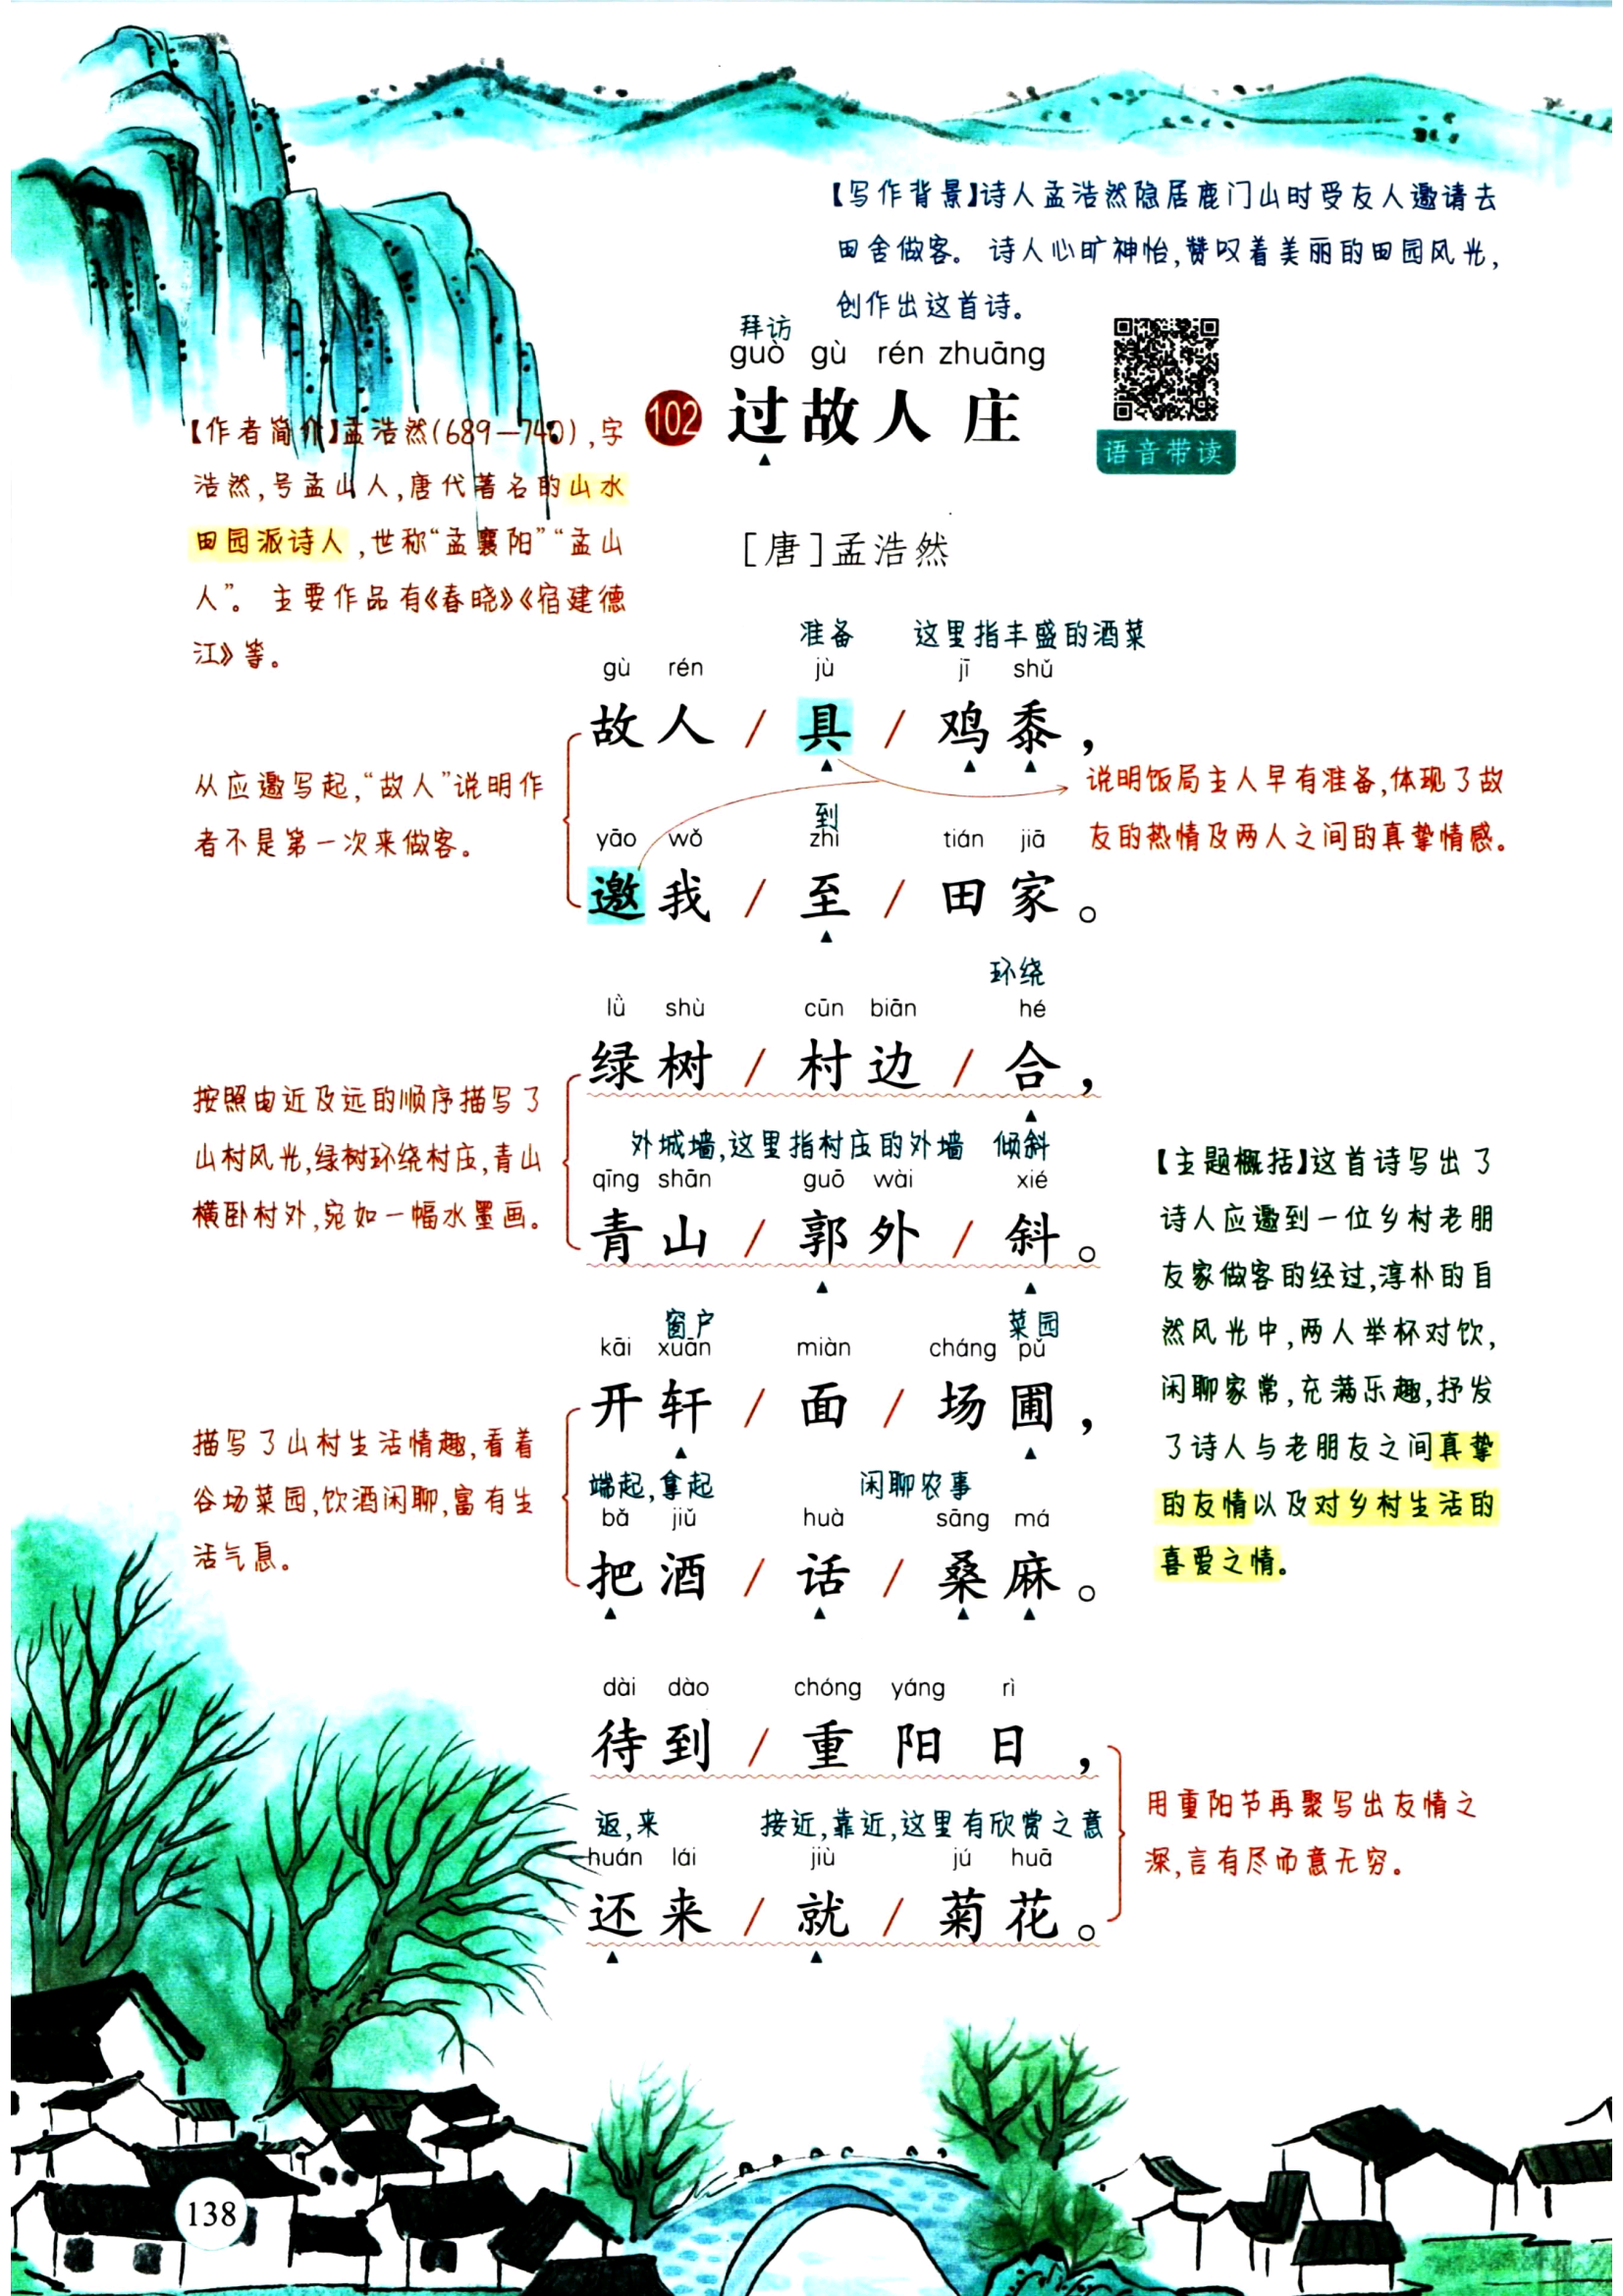 【写作背景】诗人孟浩然隐居鹿门山时受友人邀请去
田舍做客。诗人心旷神怡,赞叹着美丽的田园风光,
创作出这首诗。
拜访
guò gù rén zhuāng
102 过故人庄
语音带读
【作者简介】孟浩然(689—740),字
浩然,号孟山人,唐代著名的山水
田园派诗人,世称“孟襄阳”“孟山
人”。主要作品有《春晓》《宿建德
江》等。
[唐]孟浩然
准备 这里指丰盛的酒菜
gù rén jù jī shǔ
故人/具/鸡黍,
从应邀写起,“故人”说明作
者不是第一次来做客。
说明饭局主人早有准备,体现了故
友的热情及两人之间的真挚情感。
到
yāo wǒ zhì tián jiā
邀我/至/田家。
环绕
lǜ shù cūn biān hé
绿树/村边/合,
按照由近及远的顺序描写了
山村风光,绿树环绕村庄,青山
横卧村外,宛如一幅水墨画。
外城墙,这里指村庄的外墙 倾斜
qīng shān guō wài xié
青山/郭外/斜。
【主题概括】这首诗写出了
诗人应邀到一位乡村老朋
友家做客的经过,淳朴的自
然风光中,两人举杯对饮,
闲聊家常,充满乐趣,抒发
了诗人与老朋友之间真挚
的友情以及对乡村生活的
喜爱之情。
窗户 菜园
kāi xuān miàn cháng pǔ
开轩/面/场圃,
描写了山村生活情趣,看着
谷场菜园,饮酒闲聊,富有生
活气息。
端起,拿起 闲聊农事
bǎ jiǔ huà sāng má
把酒/话/桑麻。
dài dào chóng yáng rì
待到/重阳日,
用重阳节再聚写出友情之
深,言有尽而意无穷。
返,来 接近,靠近,这里有欣赏之意
huán lái jiù jú huā
还来/就/菊花。
138